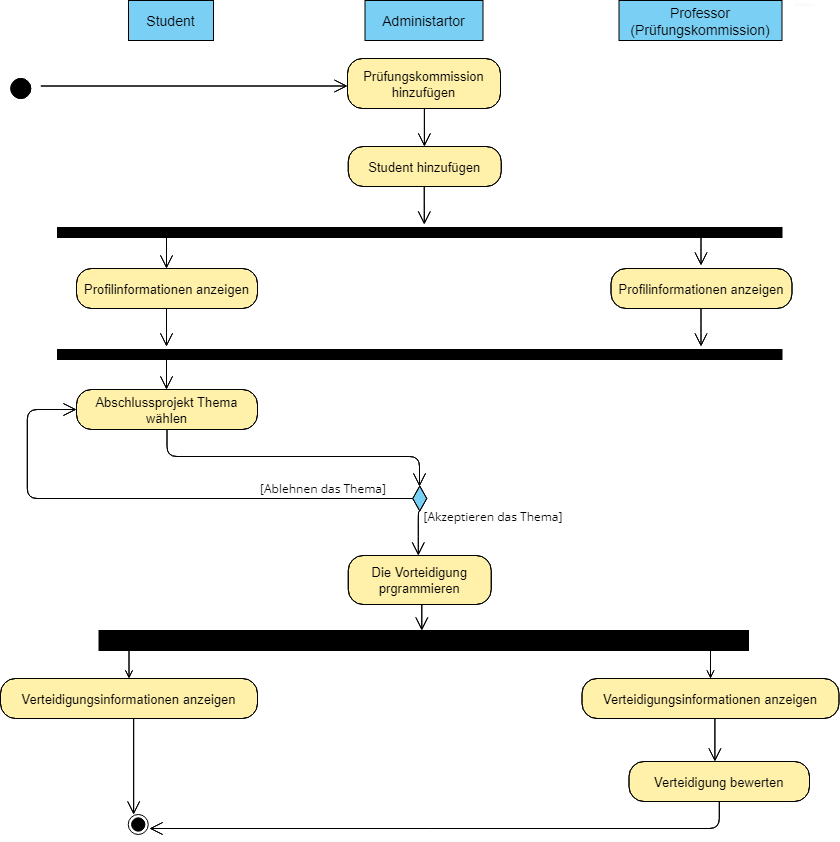 Student
Administartor
Professor
(Prüfungskommission)
Prüfungskommission
hinzufügen
Student hinzufügen
Profilinformationen anzeigen
Profilinformationen anzeigen
Abschlussprojekt Thema
wählen
[Ablehnen das Thema]
[Akzeptieren das Thema]
Die Vorteidigung
prgrammieren
Verteidigungsinformationen anzeigen
Verteidigungsinformationen anzeigen
Verteidigung bewerten